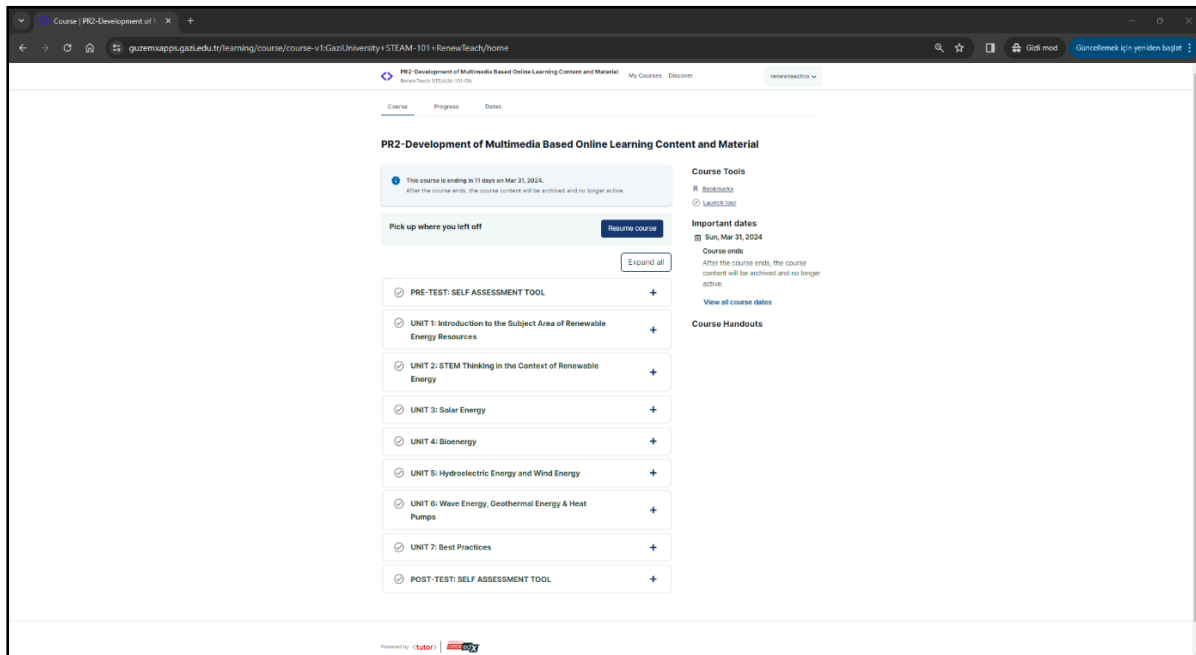 Course | PR2-Development of M
guzemxapps.gazi.edu.tr/learning/course/course-v1:GaziUniversity+STEAM-101+RenewTeach/home
Gizli mod
Güncellemek için yeniden başlat
PR2-Development of Multimedia Based Online Learning Content and Material
My Courses Discover
Course Progress Dates
PR2-Development of Multimedia Based Online Learning Content and Material
This course is ending in 11 days on Mar 31, 2024.
After the course ends, the course content will be archived and no longer active.
Pick up where you left off
Resume course
Expand all
PRE-TEST: SELF ASSESSMENT TOOL
UNIT 1: Introduction to the Subject Area of Renewable
Energy Resources
UNIT 2: STEM Thinking in the Context of Renewable
Energy
UNIT 3: Solar Energy
UNIT 4: Bioenergy
UNIT 5: Hydroelectric Energy and Wind Energy
UNIT 6: Wave Energy, Geothermal Energy & Heat
Pumps
UNIT 7: Best Practices
POST-TEST: SELF ASSESSMENT TOOL
Course Tools
Bookmarks
Launch tour
Important dates
Sun, Mar 31, 2024
Course ends
After the course ends, the course
content will be archived and no longer
active.
View all course dates
Course Handouts
Powered by tutor
OPEN edX